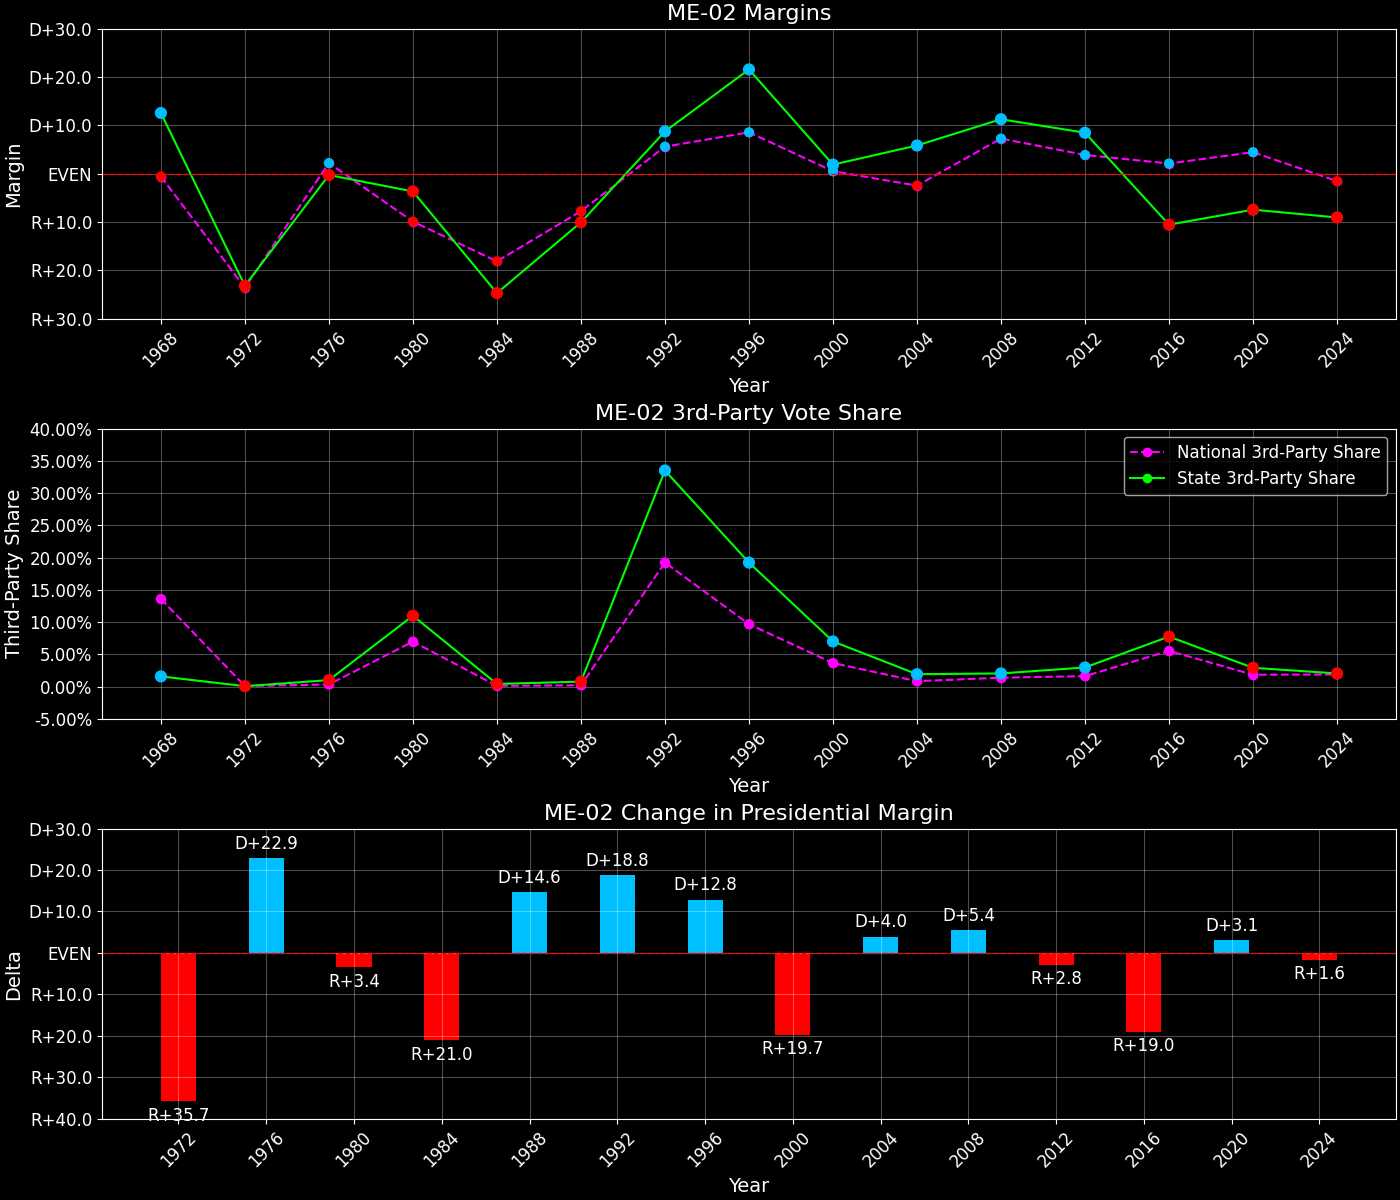 ME-02 Margins
D+30.0
D+20.0
D+10.0
EVEN
R+10.0
R+20.0
R+30.0
Margin
1968 1972 1976 1980 1984 1988 1992 1996 2000 2004 2008 2012 2016 2020 2024
Year
ME-02 3rd-Party Vote Share
40.00%
35.00%
30.00%
25.00%
20.00%
15.00%
10.00%
5.00%
0.00%
-5.00%
Third-Party Share
National 3rd-Party Share
State 3rd-Party Share
1968 1972 1976 1980 1984 1988 1992 1996 2000 2004 2008 2012 2016 2020 2024
Year
ME-02 Change in Presidential Margin
D+30.0
D+20.0
D+10.0
EVEN
R+10.0
R+20.0
R+30.0
R+40.0
Delta
R+35.7
D+22.9
R+3.4
R+21.0
D+14.6
D+18.8
D+12.8
R+19.7
D+4.0
D+5.4
R+2.8
R+19.0
D+3.1
R+1.6
1972 1976 1980 1984 1988 1992 1996 2000 2004 2008 2012 2016 2020 2024
Year